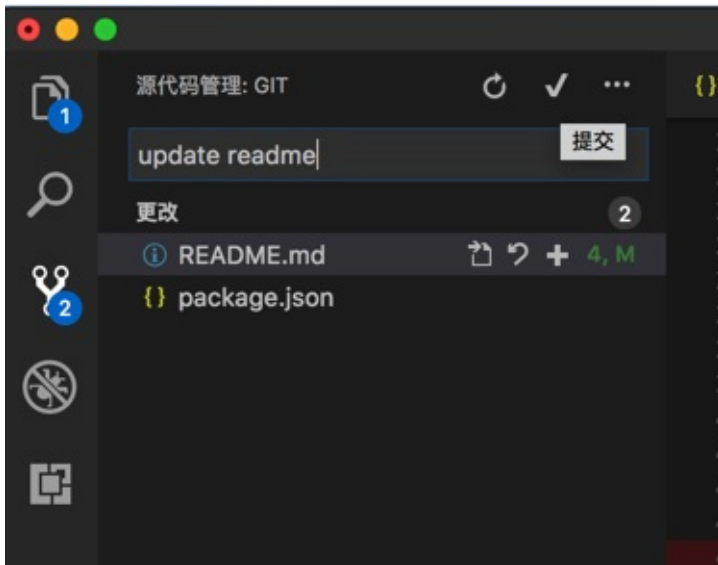 源代码管理: GIT
{}
1
update readme
提交
更改 2
README.md 4, M
2
{} package.json